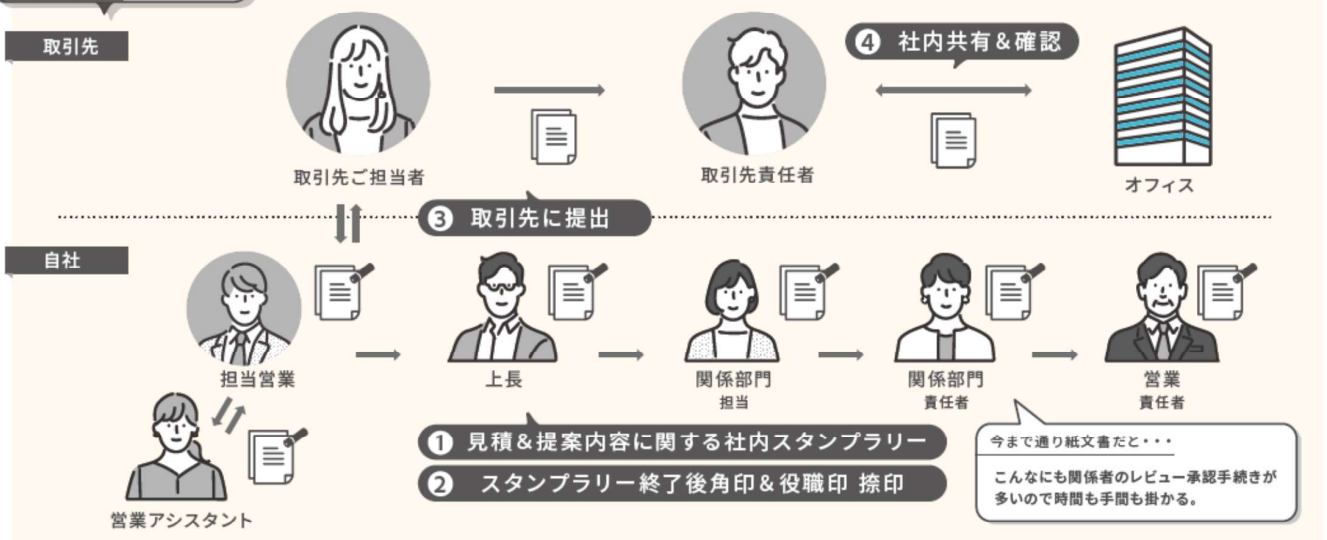 取引先
④ 社内共有&確認
取引先ご担当者
取引先責任者
オフィス
③ 取引先に提出
自社
担当営業
上長
関係部門
担当
関係部門
責任者
営業
責任者
① 見積&提案内容に関する社内スタンプラリー
② スタンプラリー終了後角印&役職印 捺印
今まで通り紙文書だと・・・
こんなにも関係者のレビュー承認手続きが
多いので時間も手間も掛かる。
営業アシスタント